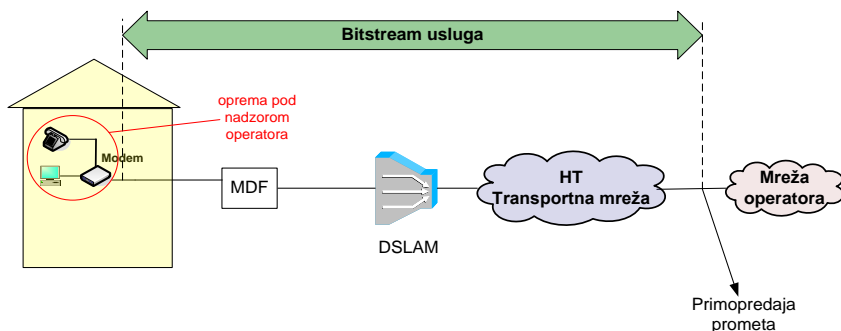 Bitstream usluga
oprema pod
nadzorom
operatora
Modem
MDF
DSLAM
HT
Transportna mreža
Mreža
operatora
Primopredaja
prometa